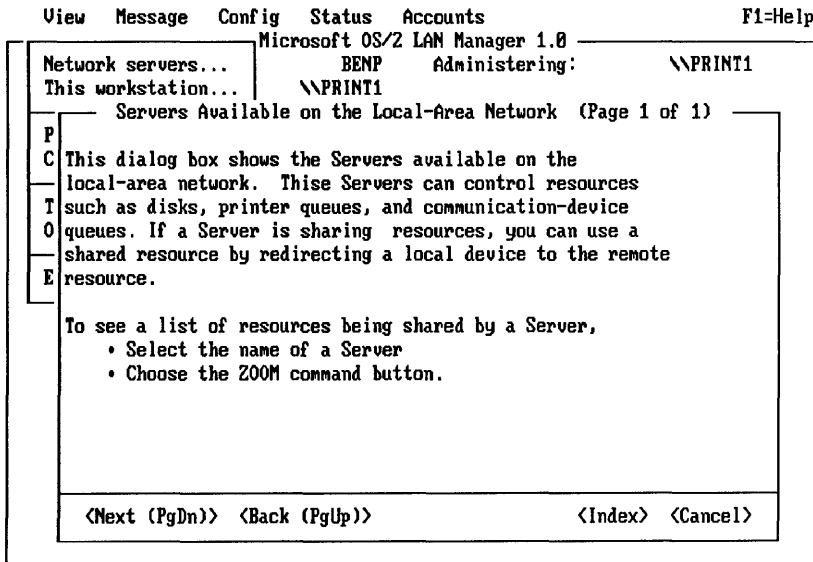 View Message Config Status Accounts F1=Help
Microsoft OS/2 LAN Manager 1.0
Network servers... BENP Administering: \\PRINT1
This workstation... \\PRINT1
Servers Available on the Local-Area Network (Page 1 of 1)
P
C This dialog box shows the Servers available on the
local-area network. Thise Servers can control resources
T such as disks, printer queues, and communication-device
O queues. If a Server is sharing resources, you can use a
shared resource by redirecting a local device to the remote
E resource.
To see a list of resources being shared by a Server,
• Select the name of a Server
• Choose the ZOOM command button.
<Next (PgDn)> <Back (PgUp)> <Index> <Cancel>